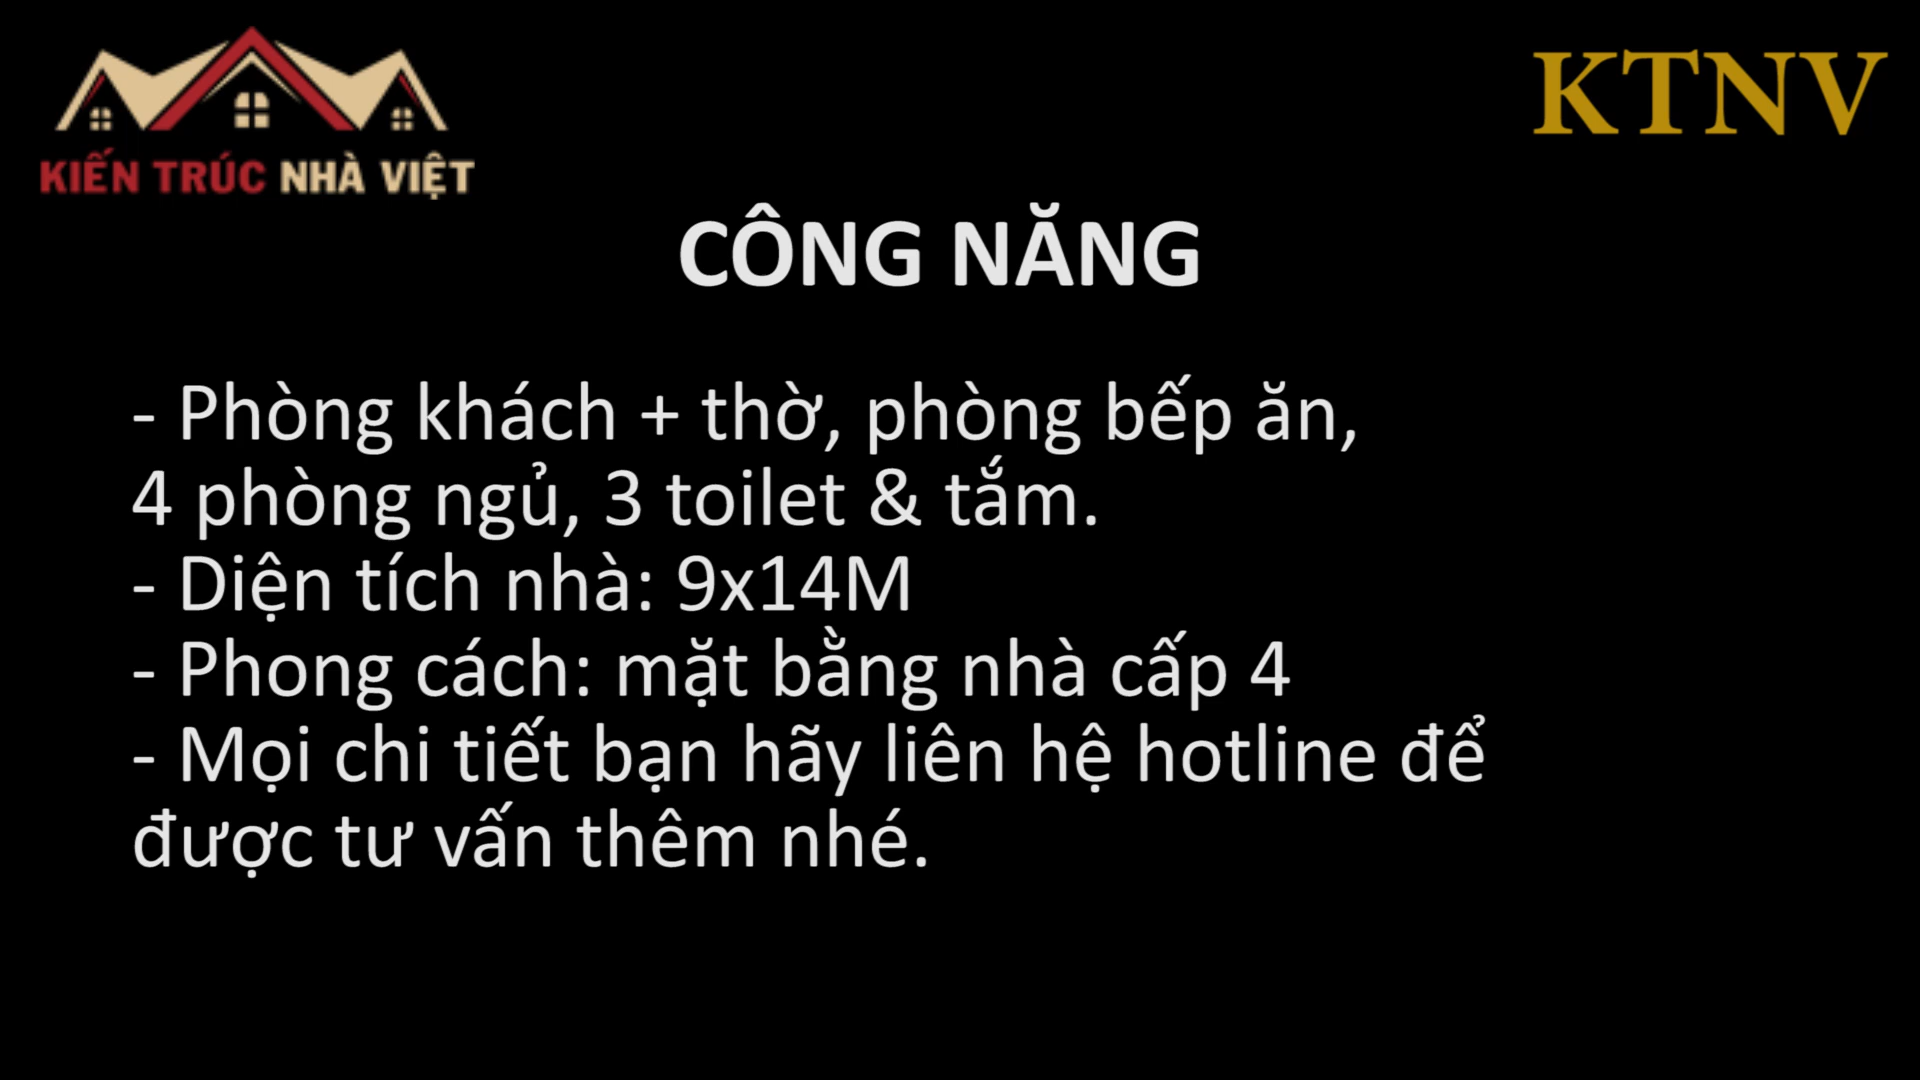 KIẾN TRÚC NHÀ VIỆT
KTNV
CÔNG NĂNG
- Phòng khách + thờ, phòng bếp ăn,
4 phòng ngủ, 3 toilet & tắm.
- Diện tích nhà: 9x14M
- Phong cách: mặt bằng nhà cấp 4
- Mọi chi tiết bạn hãy liên hệ hotline để
được tư vấn thêm nhé.